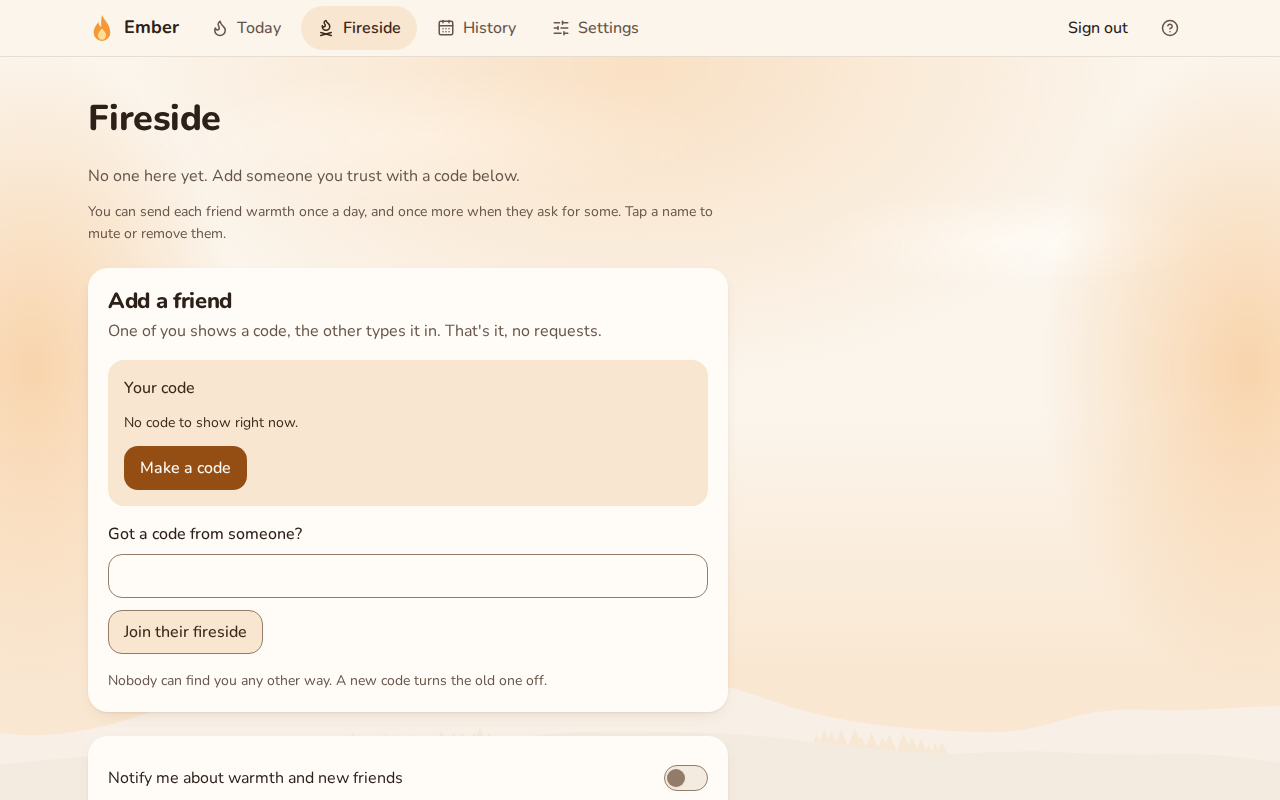 Ember
Today
Fireside
History
Settings
Sign out
Fireside
No one here yet. Add someone you trust with a code below.
You can send each friend warmth once a day, and once more when they ask for some. Tap a name to
mute or remove them.
Add a friend
One of you shows a code, the other types it in. That's it, no requests.
Your code
No code to show right now.
Make a code
Got a code from someone?
Join their fireside
Nobody can find you any other way. A new code turns the old one off.
Notify me about warmth and new friends